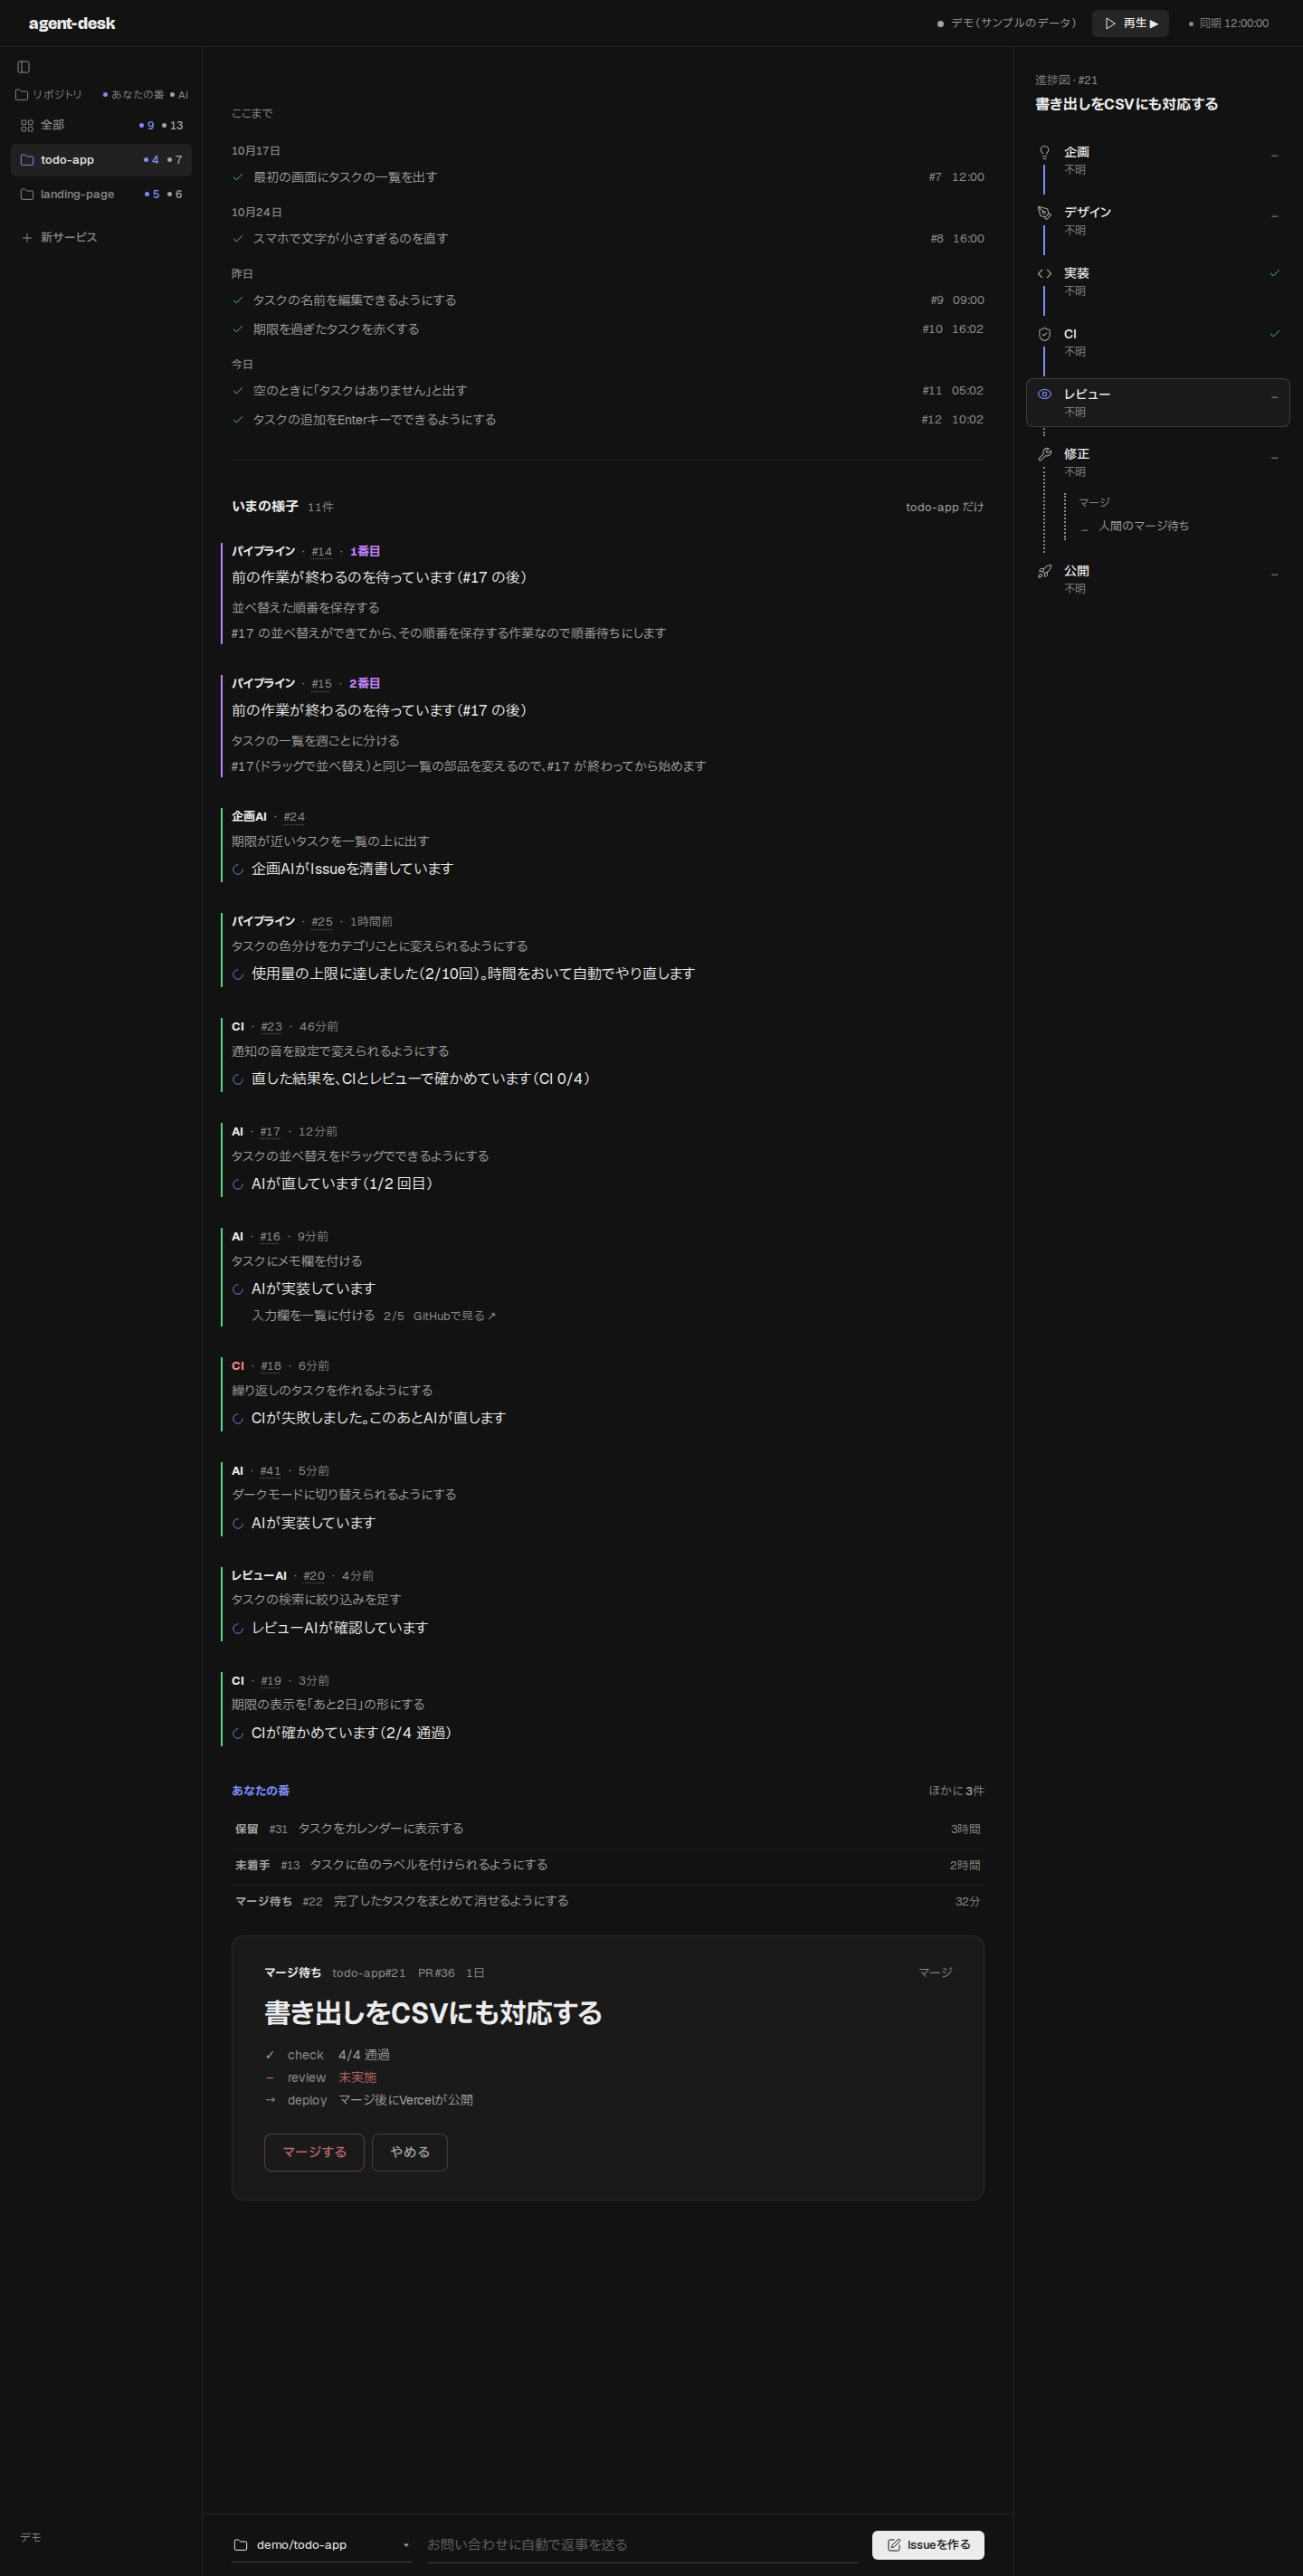 agent-desk
デモ（サンプルのデータ）
再生 ▶
同期 12:00:00
リポジトリ
あなたの番 AI
全部 9 13
todo-app 4 7
landing-page 5 6
新サービス
デモ
ここまで
10月17日
最初の画面にタスクの一覧を出す #7 12:00
10月24日
スマホで文字が小さすぎるのを直す #8 16:00
昨日
タスクの名前を編集できるようにする #9 09:00
期限を過ぎたタスクを赤くする #10 16:02
今日
空のときに「タスクはありません」と出す #11 05:02
タスクの追加をEnterキーでできるようにする #12 10:02
いまの様子 11件 todo-app だけ
パイプライン · #14 · 1番目
前の作業が終わるのを待っています（#17 の後）
並べ替えた順番を保存する
#17 の並べ替えができてから、その順番を保存する作業なので順番待ちにします
パイプライン · #15 · 2番目
前の作業が終わるのを待っています（#17 の後）
タスクの一覧を週ごとに分ける
#17（ドラッグで並べ替え）と同じ一覧の部品を変えるので、#17 が終わってから始めます
企画AI · #24
期限が近いタスクを一覧の上に出す
企画AIがIssueを清書しています
パイプライン · #25 · 1時間前
タスクの色分けをカテゴリごとに変えられるようにする
使用量の上限に達しました（2/10回）。時間をおいて自動でやり直します
CI · #23 · 46分前
通知の音を設定で変えられるようにする
直した結果を、CIとレビューで確かめています（CI 0/4）
AI · #17 · 12分前
タスクの並べ替えをドラッグでできるようにする
AIが直しています（1/2 回目）
AI · #16 · 9分前
タスクにメモ欄を付ける
AIが実装しています
入力欄を一覧に付ける 2/5 GitHubで見る ↗
CI · #18 · 6分前
繰り返しのタスクを作れるようにする
CIが失敗しました。このあとAIが直します
AI · #41 · 5分前
ダークモードに切り替えられるようにする
AIが実装しています
レビューAI · #20 · 4分前
タスクの検索に絞り込みを足す
レビューAIが確認しています
CI · #19 · 3分前
期限の表示を「あと2日」の形にする
CIが確かめています（2/4 通過）
あなたの番 ほかに 3件
保留 #31 タスクをカレンダーに表示する 3時間
未着手 #13 タスクに色のラベルを付けられるようにする 2時間
マージ待ち #22 完了したタスクをまとめて消せるようにする 32分
マージ待ち todo-app#21 PR#36 1日 マージ
書き出しをCSVにも対応する
✓ check 4/4 通過
– review 未実施
→ deploy マージ後にVercelが公開
マージする
やめる
demo/todo-app
お問い合わせに自動で返事を送る
Issueを作る
進捗図 · #21
書き出しをCSVにも対応する
企画 …
不明
デザイン …
不明
実装
不明
CI
不明
レビュー …
不明
修正 …
不明
マージ
… 人間のマージ待ち
公開 …
不明